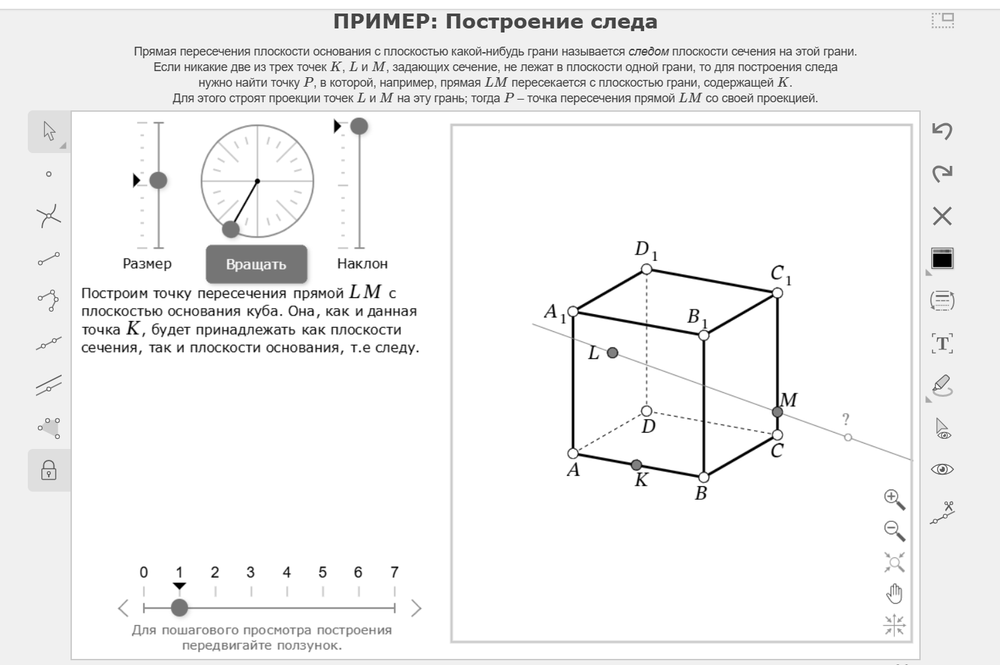 ПРИМЕР: Построение следа
Прямая пересечения плоскости основания с плоскостью какой-нибудь грани называется следом плоскости сечения на этой грани.
Если никакие две из трех точек K, L и M, задающих сечение, не лежат в плоскости одной грани, то для построения следа
нужно найти точку P, в которой, например, прямая LM пересекается с плоскостью грани, содержащей K.
Для этого строят проекции точек L и M на эту грань; тогда P – точка пересечения прямой LM со своей проекцией.
Размер
Вращать
Наклон
Построим точку пересечения прямой LM с
плоскостью основания куба. Она, как и данная
точка K, будет принадлежать как плоскости
сечения, так и плоскости основания, т.е следу.
D1
C1
A1
B1
L
M
?
D
C
A
K
B
T
0 1 2 3 4 5 6 7
Для пошагового просмотра построения
передвигайте ползунок.